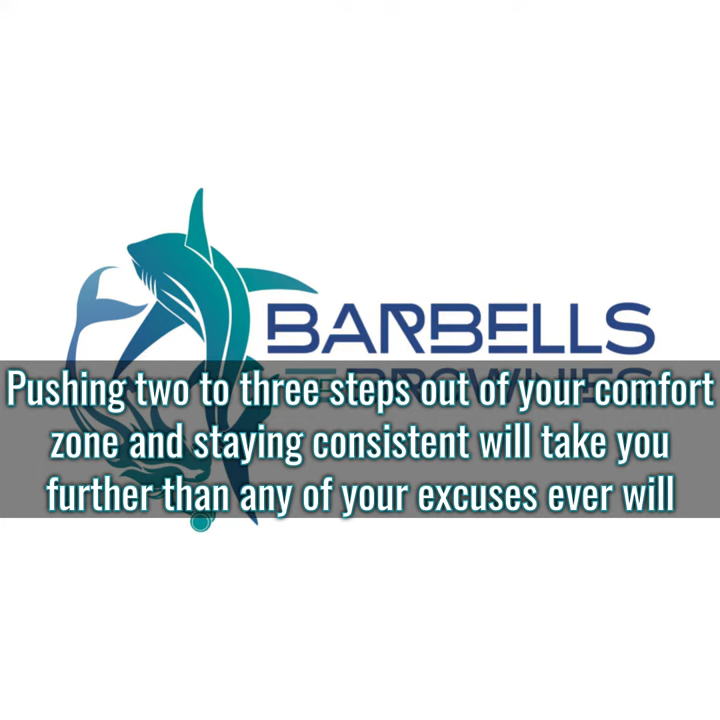 BARBELLS
BROWNIES
Pushing two to three steps out of your comfort
zone and staying consistent will take you
further than any of your excuses ever will